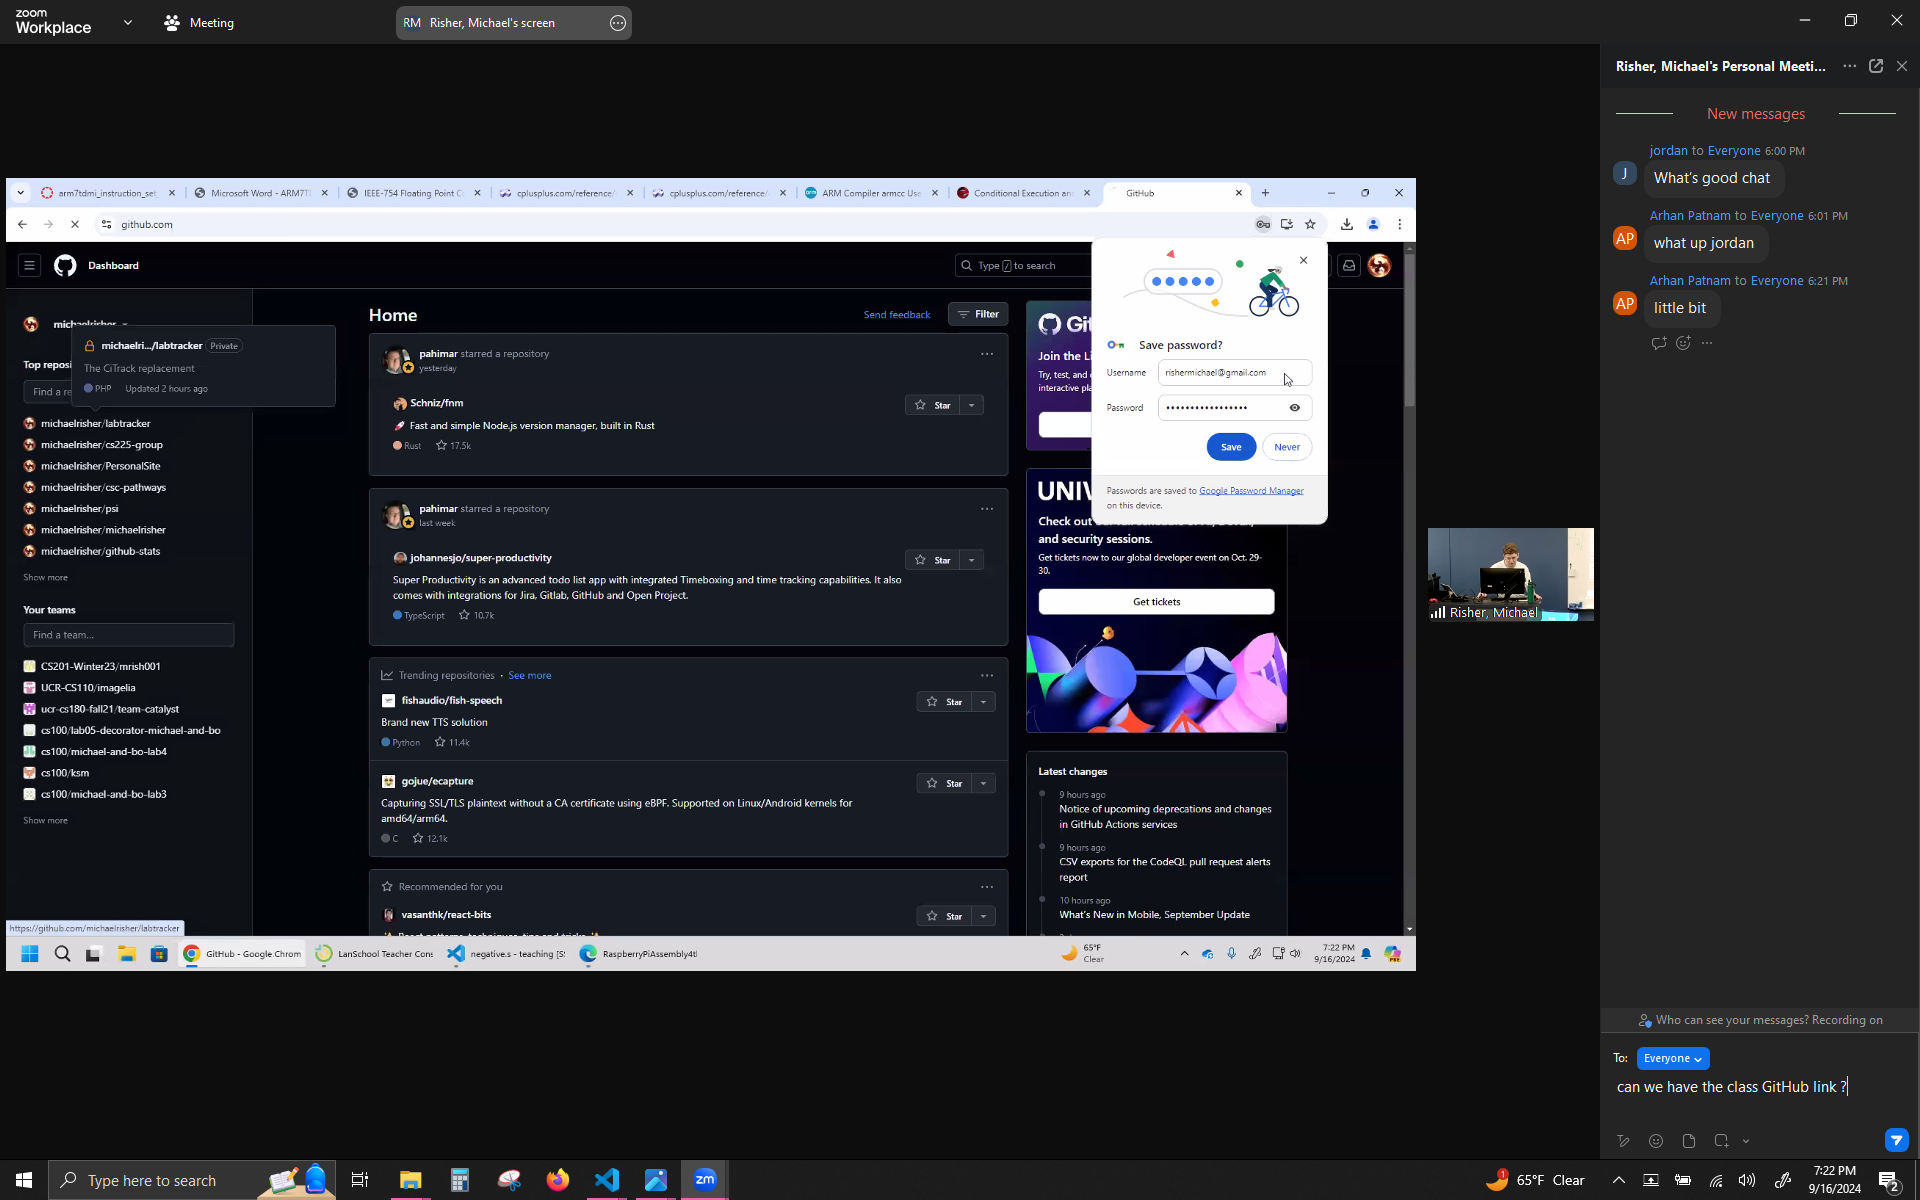 zoom
Workplace
Meeting
RM Risher, Michael's screen
arm7tdmi_instruction_set
Microsoft Word - ARM7T
IEEE-754 Floating Point C
cplusplus.com/reference/
cplusplus.com/reference/
ARM Compiler armcc Use
Conditional Execution an
GitHub
github.com
Dashboard
Type / to search
michaelrisher
michaelri.../labtracker Private
The CiTrack replacement
PHP Updated 2 hours ago
Top reposi
Find a re
michaelrisher/labtracker
michaelrisher/cs225-group
michaelrisher/PersonalSite
michaelrisher/csc-pathways
michaelrisher/psi
michaelrisher/michaelrisher
michaelrisher/github-stats
Show more
Your teams
Find a team...
CS201-Winter23/mrish001
UCR-CS110/imagelia
ucr-cs180-fall21/team-catalyst
cs100/lab05-decorator-michael-and-bo
cs100/michael-and-bo-lab4
cs100/ksm
cs100/michael-and-bo-lab3
Show more
https://github.com/michaelrisher/labtracker
Home
Send feedback
Filter
pahimar starred a repository
yesterday
Schniz/fnm
Star
Fast and simple Node.js version manager, built in Rust
Rust 17.5k
pahimar starred a repository
last week
johannesjo/super-productivity
Star
Super Productivity is an advanced todo list app with integrated Timeboxing and time tracking capabilities. It also
comes with integrations for Jira, Gitlab, GitHub and Open Project.
TypeScript 10.7k
Trending repositories · See more
fishaudio/fish-speech
Star
Brand new TTS solution
Python 11.4k
gojue/ecapture
Star
Capturing SSL/TLS plaintext without a CA certificate using eBPF. Supported on Linux/Android kernels for
amd64/arm64.
C 12.1k
Recommended for you
vasanthk/react-bits
Star
Git
Join the Li
Try, test, and
interactive pla
Save password?
Username rishermichael@gmail.com
Password •••••••••••••••••
Save
Never
Passwords are saved to Google Password Manager
on this device.
UNIV
Check out
and security sessions.
Get tickets now to our global developer event on Oct. 29-
30.
Get tickets
Latest changes
9 hours ago
Notice of upcoming deprecations and changes
in GitHub Actions services
9 hours ago
CSV exports for the CodeQL pull request alerts
report
10 hours ago
What's New in Mobile, September Update
GitHub - Google Chrom
LanSchool Teacher Cons
negative.s - teaching [S
RaspberryPiAssembly4t
65°F
Clear
7:22 PM
9/16/2024
Risher, Michael
Risher, Michael's Personal Meeti...
New messages
jordan to Everyone 6:00 PM
J
What's good chat
Arhan Patnam to Everyone 6:01 PM
AP
what up jordan
Arhan Patnam to Everyone 6:21 PM
AP
little bit
Who can see your messages? Recording on
To: Everyone
can we have the class GitHub link ?
Type here to search
zm
1
65°F Clear
7:22 PM
9/16/2024
2